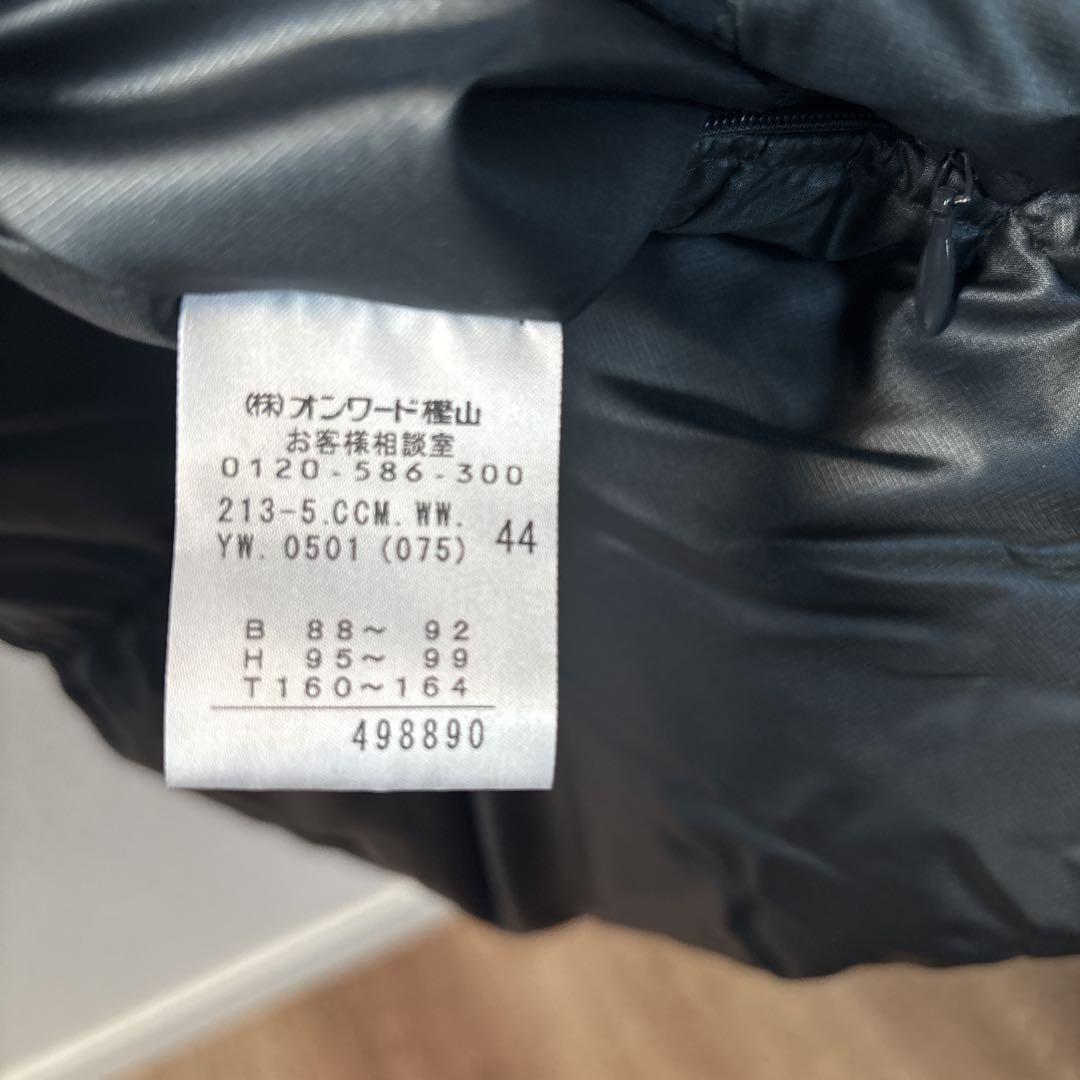 (株)オンワード樫山
お客様相談室
0120-586-300
213-5.CCM.WW.
YW. 0501 (075) 44
B 88～ 92
H 95～ 99
T160～164
498890